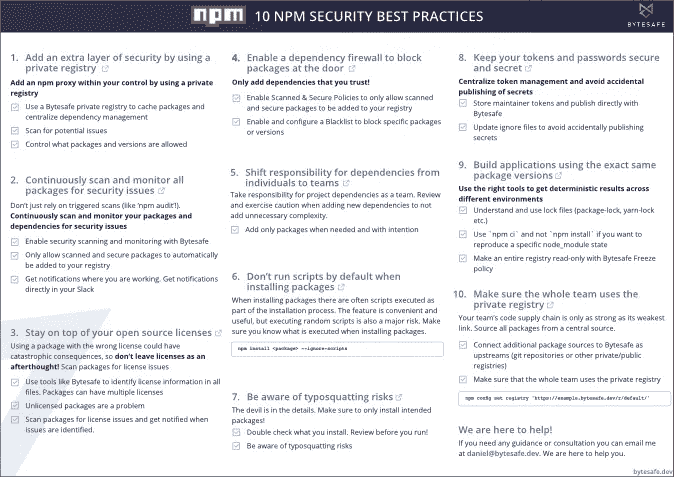 npm 10 NPM SECURITY BEST PRACTICES
BYTESAFE
1. Add an extra layer of security by using a
private registry
Add an npm proxy within your control by using a private
registry
Use a Bytesafe private registry to cache packages and
centralize dependency management
Scan for potential issues
Control what packages and versions are allowed
2. Continuously scan and monitor all
packages for security issues
Don't just rely on triggered scans (like 'npm audit').
Continuously scan and monitor your packages and
dependencies for security issues
Enable security scanning and monitoring with Bytesafe
Only allow scanned and secure packages to automatically
be added to your registry
Get notifications where you are working. Get notifications
directly in your Slack
3. Stay on top of your open source licenses
Using a package with the wrong license could have
catastrophic consequences, so don't leave licenses as an
afterthought! Scan packages for license issues
Use tools like Bytesafe to identify license information in all
files. Packages can have multiple licenses
Unlicensed packages are a problem
Scan packages for license issues and get notified when
issues are identified.
4. Enable a dependency firewall to block
packages at the door
Only add dependencies that you trust!
Enable Scanned & Secure Policies to only allow scanned
and secure packages to be added to your registry
Enable and configure a Blacklist to block specific packages
or versions
5. Shift responsibility for dependencies from
individuals to teams
Take responsibility for project dependencies as a team. Review
and exercise caution when adding new dependencies to not
add unnecessary complexity.
Add only packages when needed and with intention
6. Don't run scripts by default when
installing packages
When installing packages there are often scripts executed as
part of the installation process. The feature is convenient and
useful, but executing random scripts is also a major risk. Make
sure you know what is executed when installing packages.
npm install <package> --ignore-scripts
7. Be aware of typosquatting risks
The devil is in the details. Make sure to only install intended
packages!
Double check what you install. Review before you run!
Be aware of typosquatting risks
8. Keep your tokens and passwords secure
and secret
Centralize token management and avoid accidental
publishing of secrets
Store maintainer tokens and publish directly with
Bytesafe
Update ignore files to avoid accidentally publishing
secrets
9. Build applications using the exact same
package versions
Use the right tools to get deterministic results across
different environments
Understand and use lock files (package-lock, yarn-lock
etc.)
Use `npm ci` and not `npm install` if you want to
reproduce a specific node_module state
Make an entire registry read-only with Bytesafe Freeze
policy
10. Make sure the whole team uses the
private registry
Your team's code supply chain is only as strong as its weakest
link. Source all packages from a central source.
Connect additional package sources to Bytesafe as
upstreams (git repositories or other private/public
registries)
Make sure that the whole team uses the private registry
npm config set registry 'https://example.bytesafe.dev/r/default/'
We are here to help!
If you need any guidance or consultation you can email me
at daniel@bytesafe.dev. We are here to help you.
bytesafe.dev